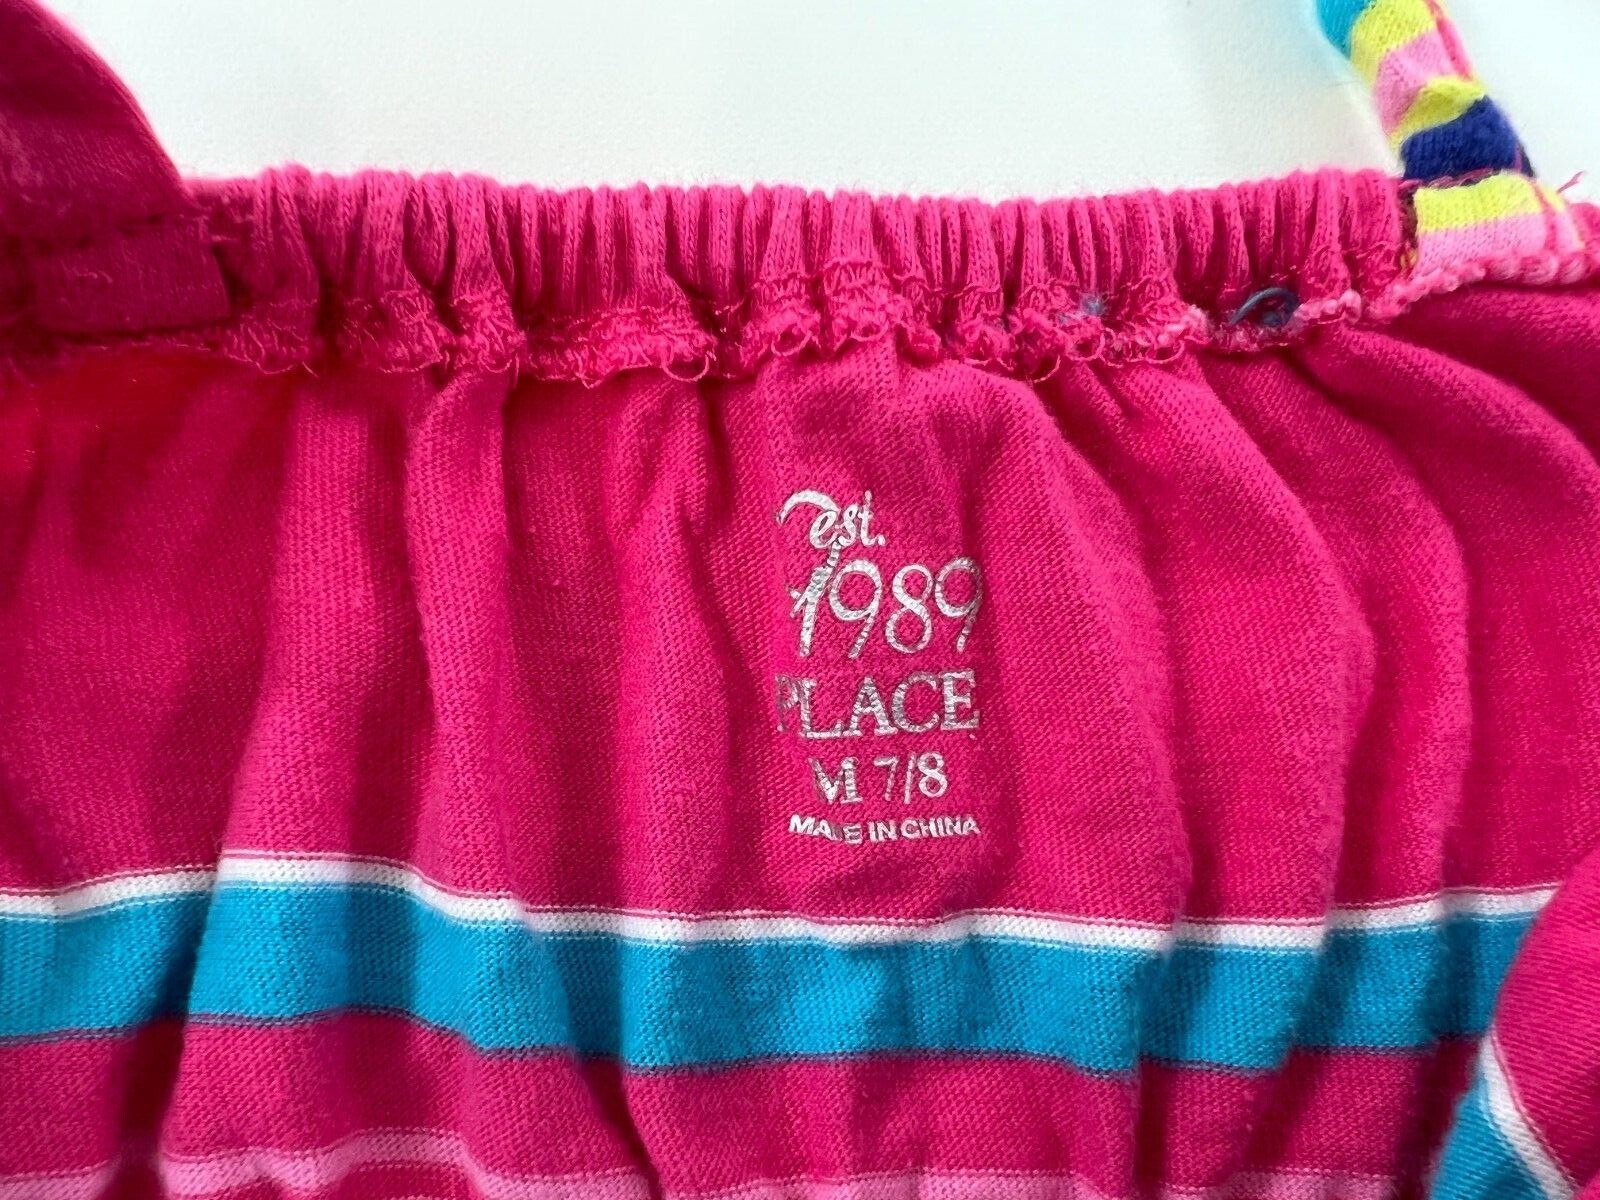 est.
1989
PLACE
M 7/8
MADE IN CHINA